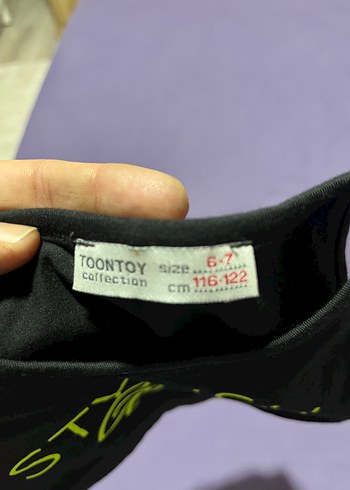 TOONTOY size 6-7
collection cm 116-122